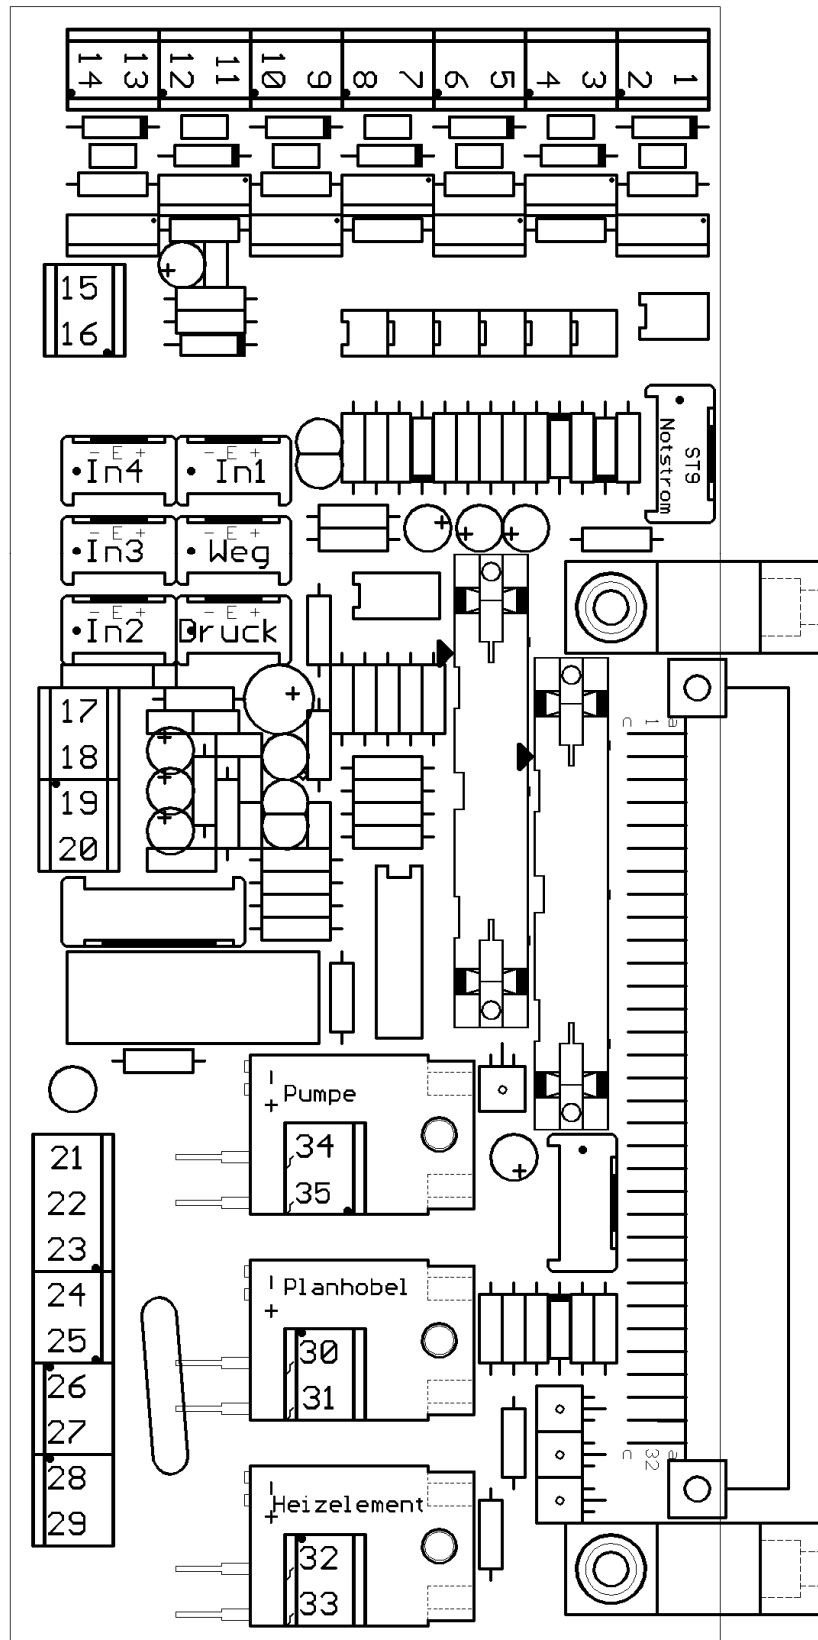 14 13 12 11 10 9 8 7 6 5 4 3 2 1
15
16
ST9
Notstrom
- E +
In4
- E +
In1
- E +
In3
- E +
Weg
- E +
In2
- E +
Druck
17
18
19
20
c 1 a
Pumpe
34
35
21
22
23
24
25
26
27
28
29
Planhobel
30
31
c 32 a
Heizelement
32
33